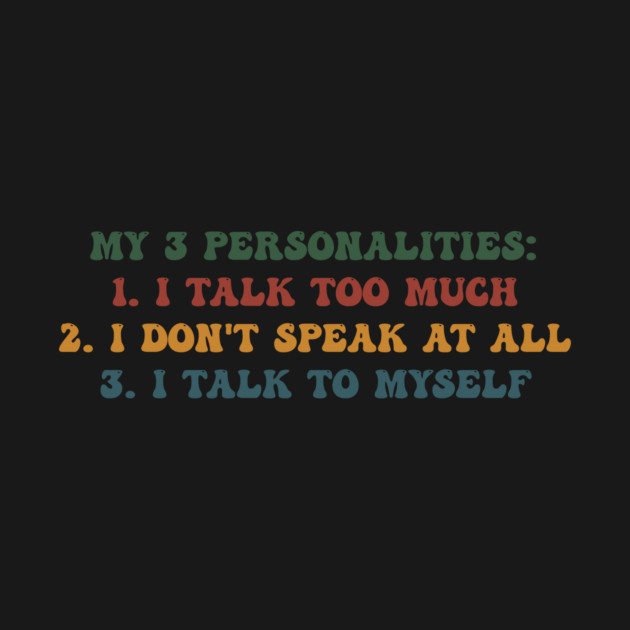 MY 3 PERSONALITIES:
1. I TALK TOO MUCH
2. I DON'T SPEAK AT ALL
3. I TALK TO MYSELF